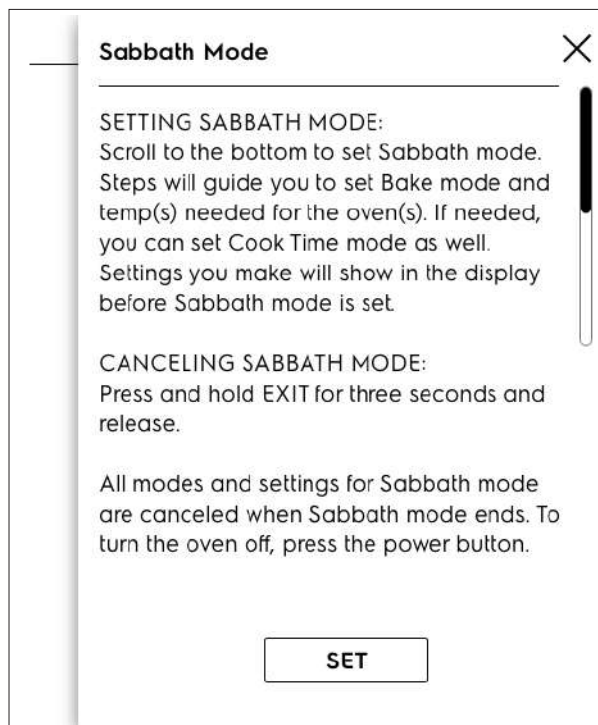 Sabbath Mode
SETTING SABBATH MODE:
Scroll to the bottom to set Sabbath mode.
Steps will guide you to set Bake mode and
temp(s) needed for the oven(s). If needed,
you can set Cook Time mode as well.
Settings you make will show in the display
before Sabbath mode is set.
CANCELING SABBATH MODE:
Press and hold EXIT for three seconds and
release.
All modes and settings for Sabbath mode
are canceled when Sabbath mode ends. To
turn the oven off, press the power button.
SET